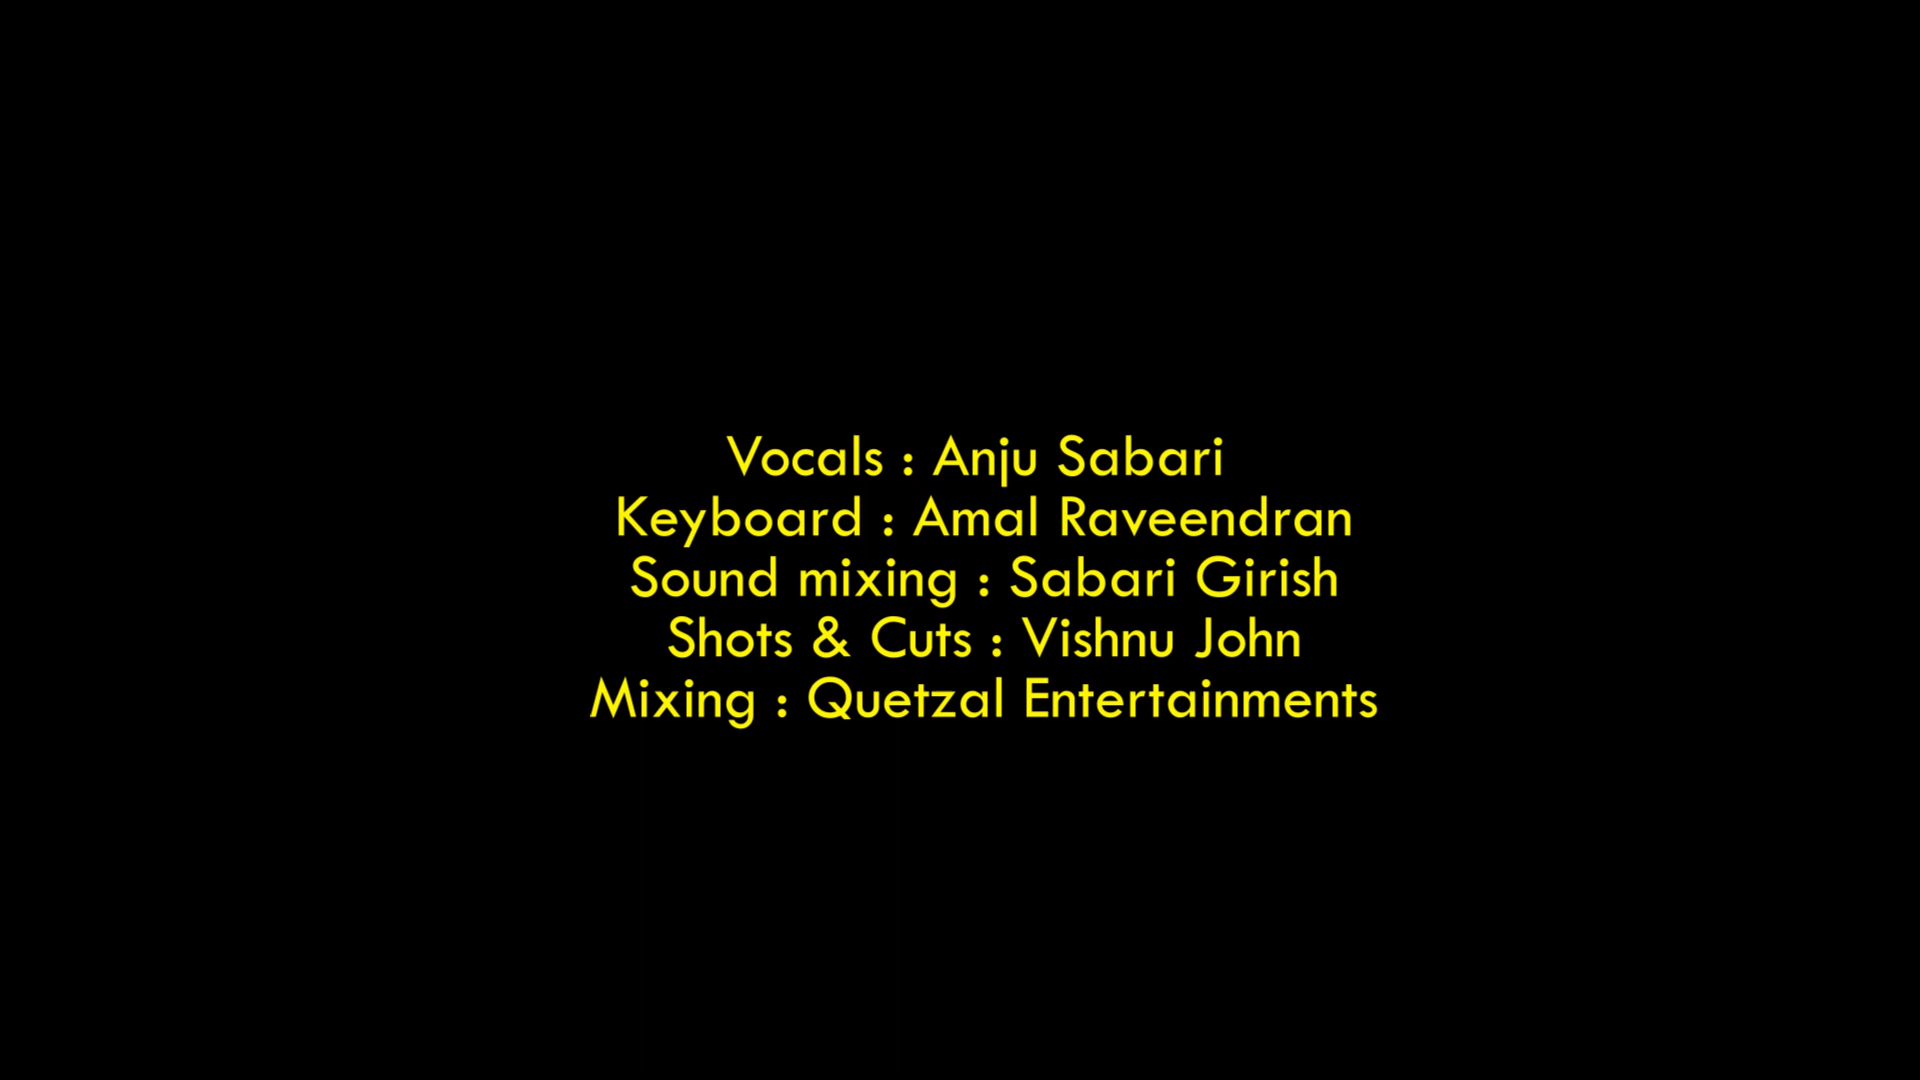 Vocals : Anju Sabari
Keyboard : Amal Raveendran
Sound mixing : Sabari Girish
Shots & Cuts : Vishnu John
Mixing : Quetzal Entertainments